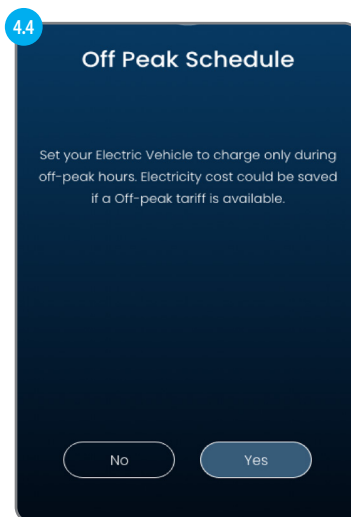 4.4
Off Peak Schedule
Set your Electric Vehicle to charge only during
off-peak hours. Electricity cost could be saved
if a Off-peak tariff is available.
No
Yes